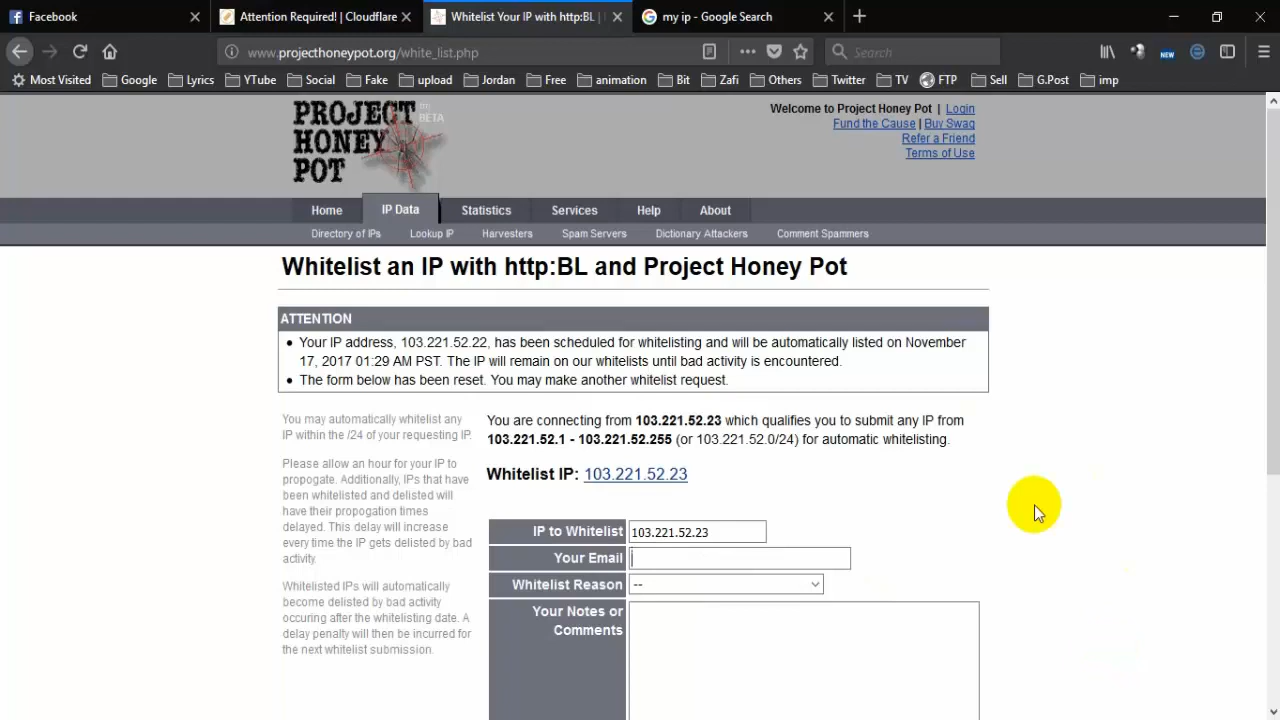 Facebook
Attention Required! | Cloudflare
Whitelist Your IP with http:BL |
my ip - Google Search
www.projecthoneypot.org/white_list.php
Search
NEW
Most Visited Google Lyrics YTube Social Fake upload Jordan Free animation Bit Zafi Others Twitter TV FTP Sell G.Post imp
PROJECT
HONEY
POT
BETA
Welcome to Project Honey Pot | Login
Fund the Cause | Buy Swag
Refer a Friend
Terms of Use
Home IP Data Statistics Services Help About
Directory of IPs Lookup IP Harvesters Spam Servers Dictionary Attackers Comment Spammers
Whitelist an IP with http:BL and Project Honey Pot
ATTENTION
• Your IP address, 103.221.52.22, has been scheduled for whitelisting and will be automatically listed on November
17, 2017 01:29 AM PST. The IP will remain on our whitelists until bad activity is encountered.
• The form below has been reset. You may make another whitelist request.
You may automatically whitelist any
IP within the /24 of your requesting IP.
Please allow an hour for your IP to
propogate. Additionally, IPs that have
been whitelisted and delisted will
have their propogation times
delayed. This delay will increase
every time the IP gets delisted by bad
activity.
Whitelisted IPs will automatically
become delisted by bad activity
occuring after the whitelisting date. A
delay penalty will then be incurred for
the next whitelist submission.
You are connecting from 103.221.52.23 which qualifies you to submit any IP from
103.221.52.1 - 103.221.52.255 (or 103.221.52.0/24) for automatic whitelisting.
Whitelist IP: 103.221.52.23
IP to Whitelist 103.221.52.23
Your Email
Whitelist Reason --
Your Notes or
Comments